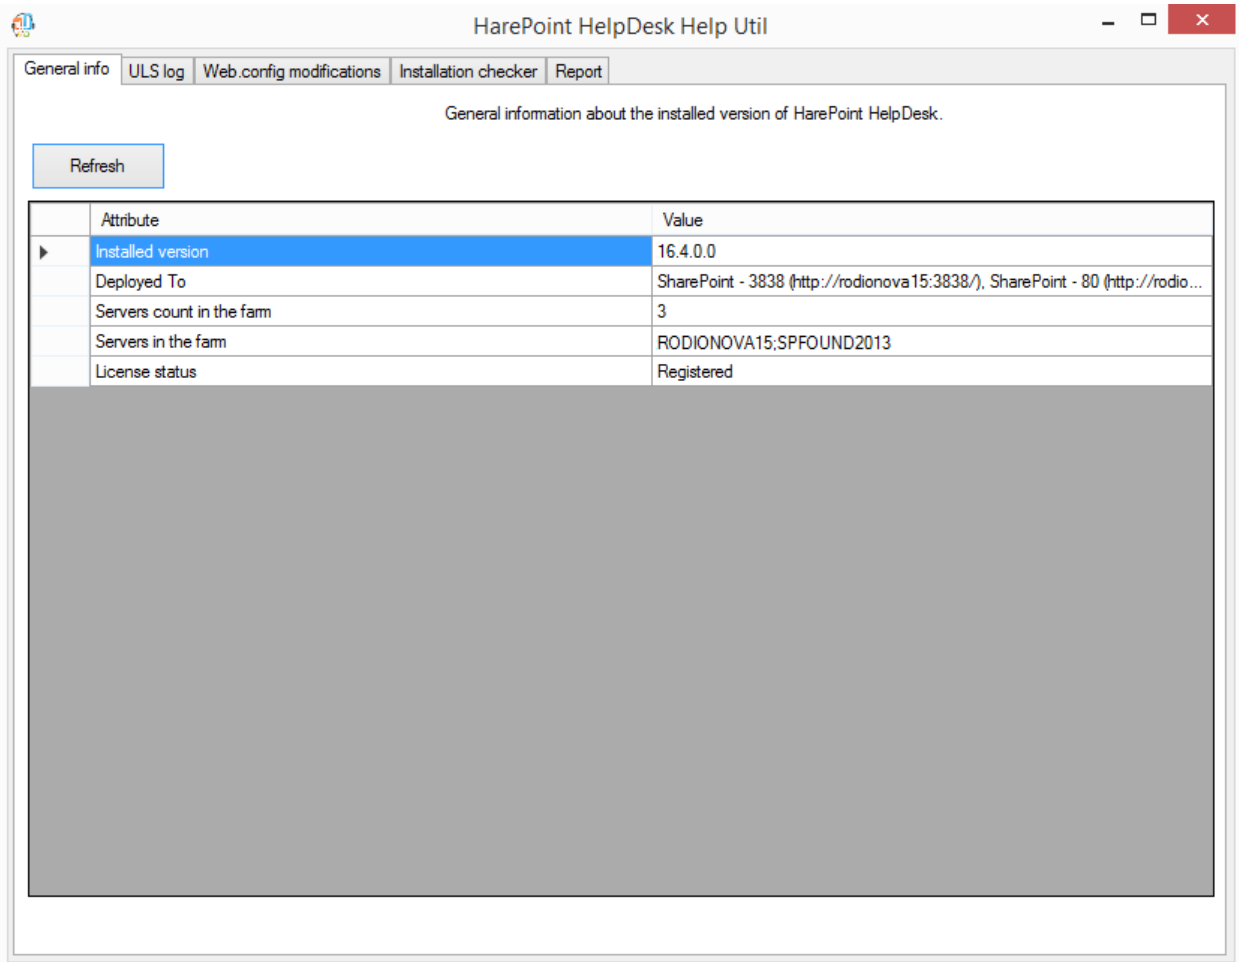 HarePoint HelpDesk Help Util
General info ULS log Web.config modifications Installation checker Report
General information about the installed version of HarePoint HelpDesk.
Refresh
Attribute Value
Installed version 16.4.0.0
Deployed To SharePoint - 3838 (http://rodionova15:3838/), SharePoint - 80 (http://rodio...
Servers count in the farm 3
Servers in the farm RODIONOVA15;SPFOUND2013
License status Registered